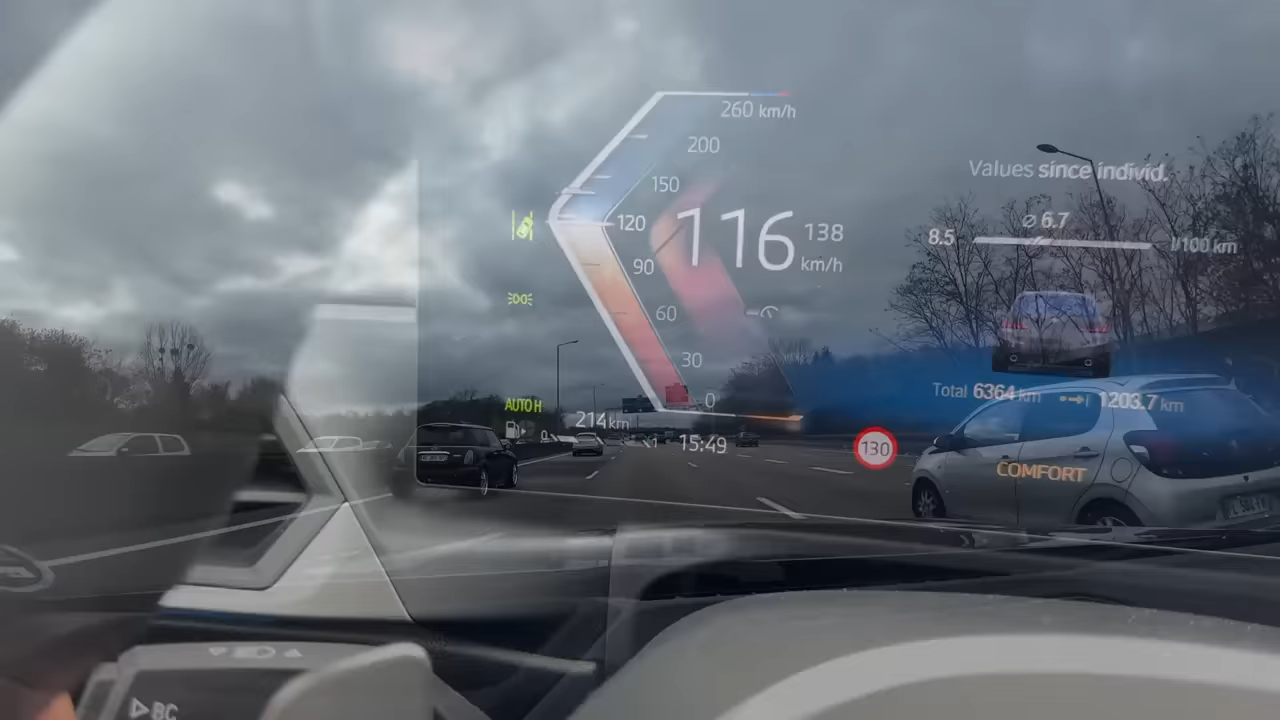 260 km/h
200
150
120
116
138
km/h
90
60
30
0
Values since individ.
⌀ 6.7
8.5
l/100 km
Total 6364 km
1203.7 km
AUTO H
214 km
15:49
130
COMFORT
BC